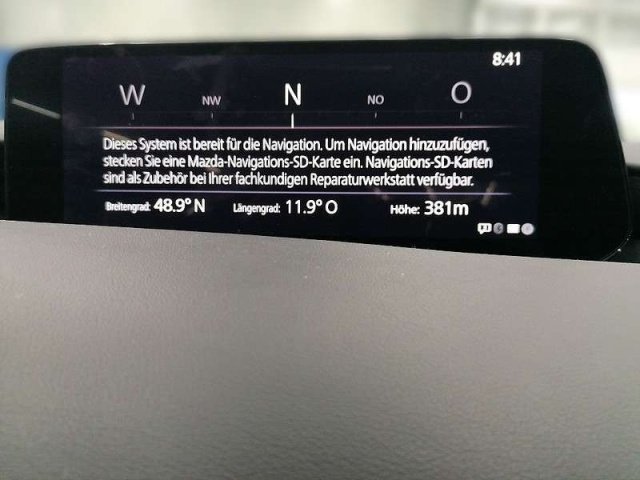 8:41
W NW N NO O
Dieses System ist bereit für die Navigation. Um Navigation hinzuzufügen,
stecken Sie eine Mazda-Navigations-SD-Karte ein. Navigations-SD-Karten
sind als Zubehör bei Ihrer fachkundigen Reparaturwerkstatt verfügbar.
Breitengrad: 48.9° N Längengrad: 11.9° O Höhe: 381m